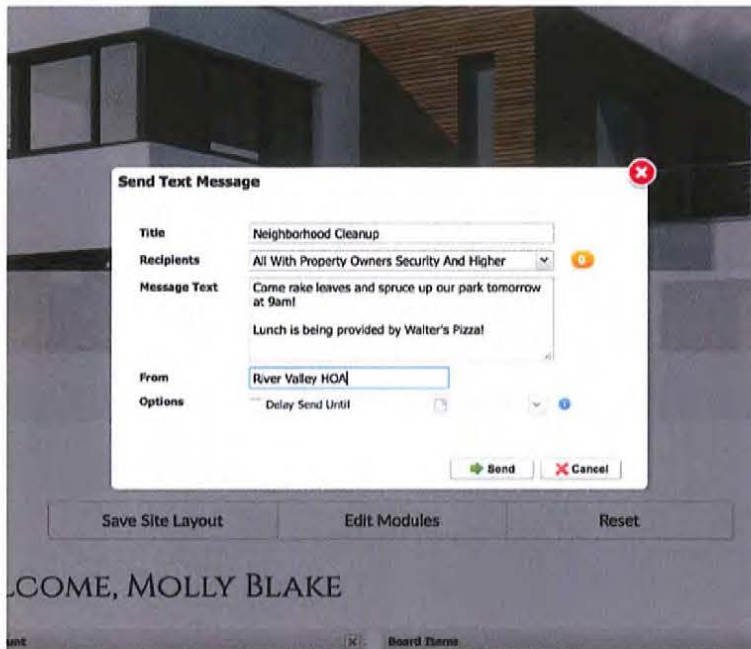 Send Text Message
Title
Neighborhood Cleanup
Recipients
All With Property Owners Security And Higher
0
Message Text
Come rake leaves and spruce up our park tomorrow
at 9am!
Lunch is being provided by Walter's Pizza!
From
River Valley HOA
Options
Delay Send Until
Send
Cancel
Save Site Layout
Edit Modules
Reset
LCOME, MOLLY BLAKE
unt
Board Items